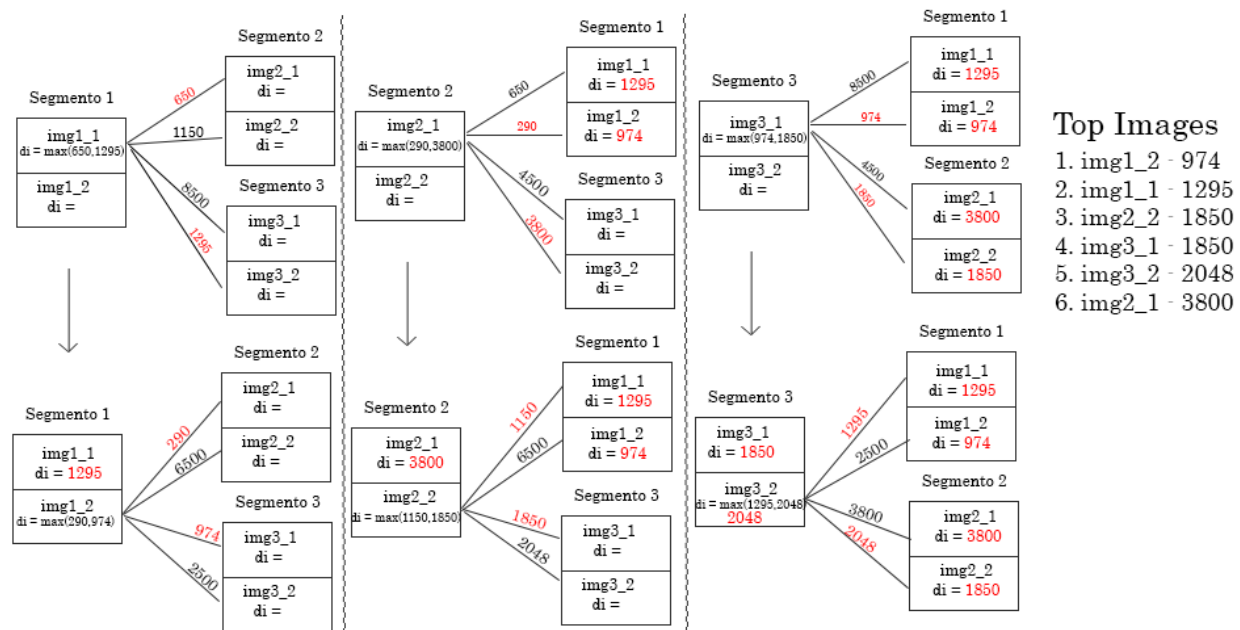 Segmento 1
img1_1
di = max(650,1295)
img1_2
di =
650
1150
8500
1295
Segmento 2
img2_1
di =
img2_2
di =
Segmento 3
img3_1
di =
img3_2
di =
Segmento 1
img1_1
di = 1295
img1_2
di = max(290,974)
290
6500
974
2500
Segmento 2
img2_1
di =
img2_2
di =
Segmento 3
img3_1
di =
img3_2
di =
Segmento 2
img2_1
di = max(290,3800)
img2_2
di =
650
290
4500
3800
Segmento 1
img1_1
di = 1295
img1_2
di = 974
Segmento 3
img3_1
di =
img3_2
di =
Segmento 2
img2_1
di = 3800
img2_2
di = max(1150,1850)
1150
6500
1850
2048
Segmento 1
img1_1
di = 1295
img1_2
di = 974
Segmento 3
img3_1
di =
img3_2
di =
Segmento 3
img3_1
di = max(974,1850)
img3_2
di =
8500
974
4500
1850
Segmento 1
img1_1
di = 1295
img1_2
di = 974
Segmento 2
img2_1
di = 3800
img2_2
di = 1850
Segmento 3
img3_1
di = 1850
img3_2
di = max(1295,2048)
2048
1295
2500
3800
2048
Segmento 1
img1_1
di = 1295
img1_2
di = 974
Segmento 2
img2_1
di = 3800
img2_2
di = 1850
Top Images
1. img1_2 - 974
2. img1_1 - 1295
3. img2_2 - 1850
4. img3_1 - 1850
5. img3_2 - 2048
6. img2_1 - 3800